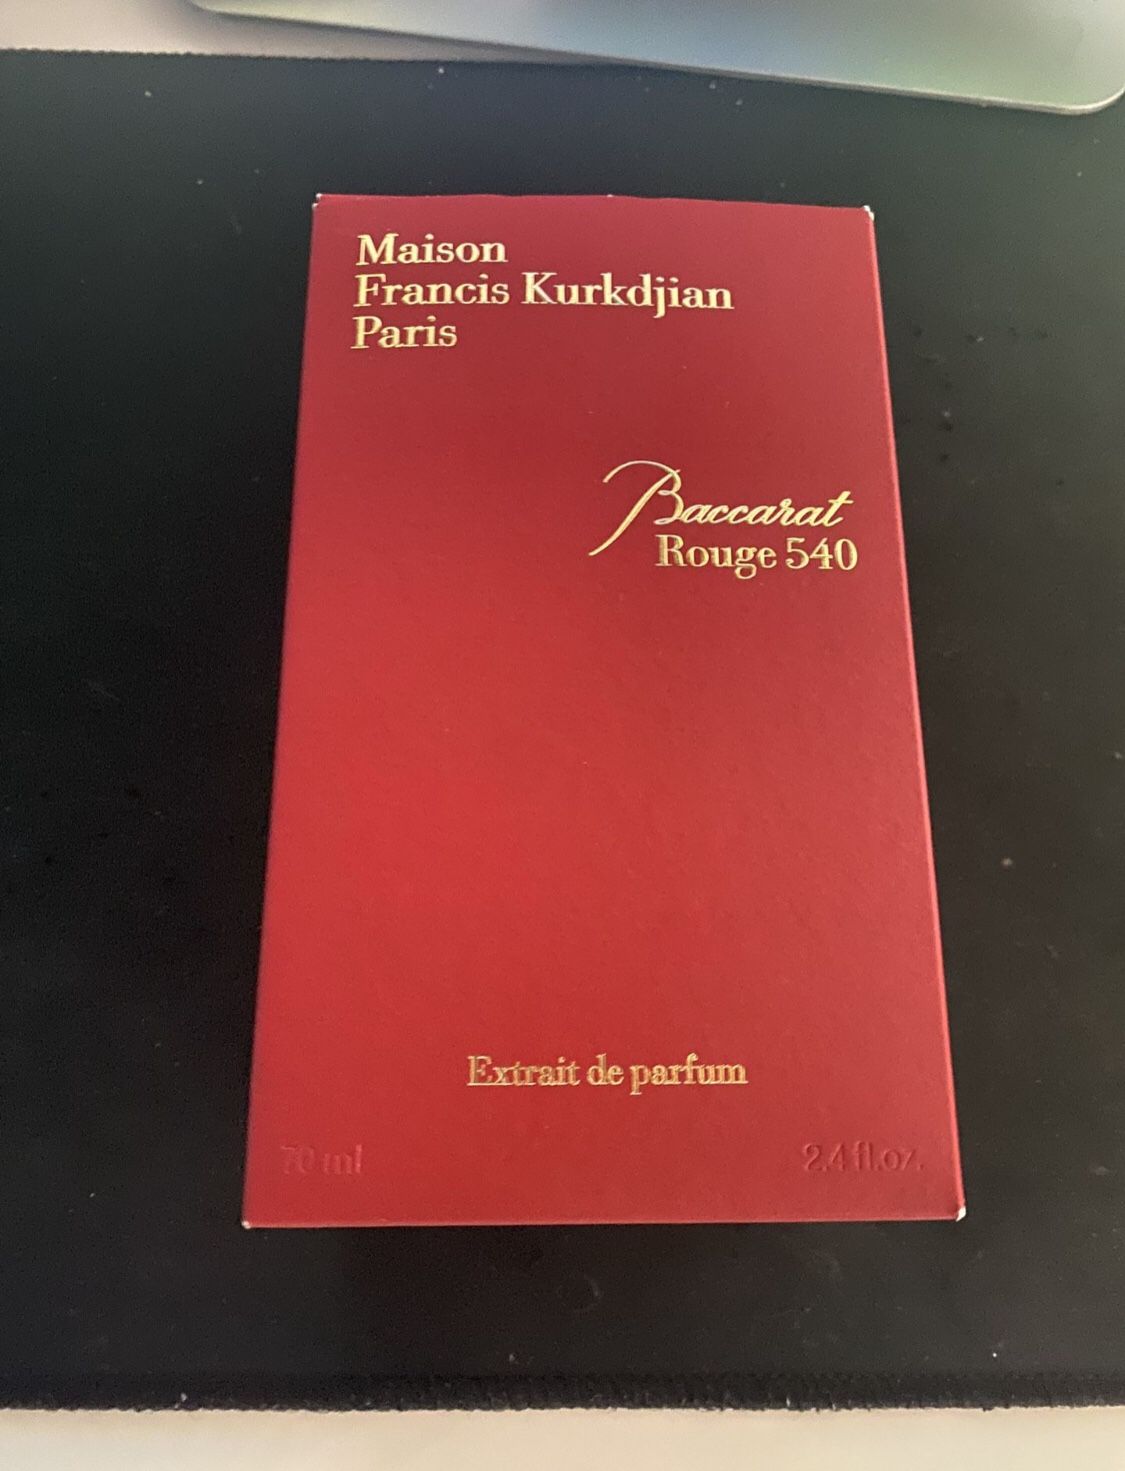 Maison
Francis Kurkdjian
Paris
Baccarat
Rouge 540
Extrait de parfum
70 ml
2.4 fl.oz.